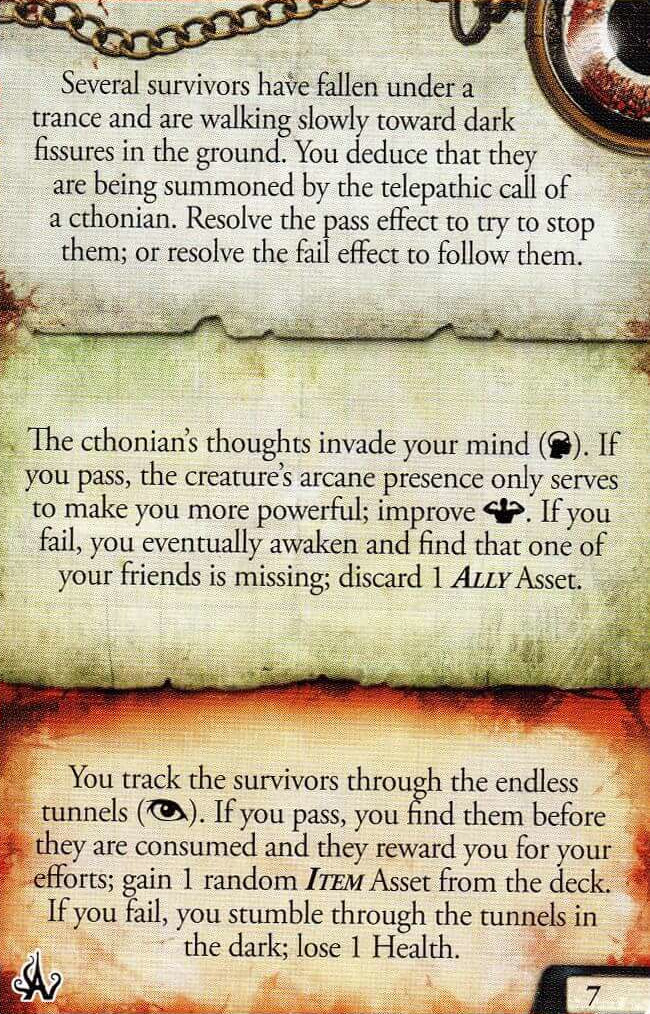 Several survivors have fallen under a
trance and are walking slowly toward dark
fissures in the ground. You deduce that they
are being summoned by the telepathic call of
a cthonian. Resolve the pass effect to try to stop
them; or resolve the fail effect to follow them.
The cthonian's thoughts invade your mind ( ). If
you pass, the creature's arcane presence only serves
to make you more powerful; improve . If you
fail, you eventually awaken and find that one of
your friends is missing; discard 1 ALLY Asset.
You track the survivors through the endless
tunnels ( ). If you pass, you find them before
they are consumed and they reward you for your
efforts; gain 1 random ITEM Asset from the deck.
If you fail, you stumble through the tunnels in
the dark; lose 1 Health.
7